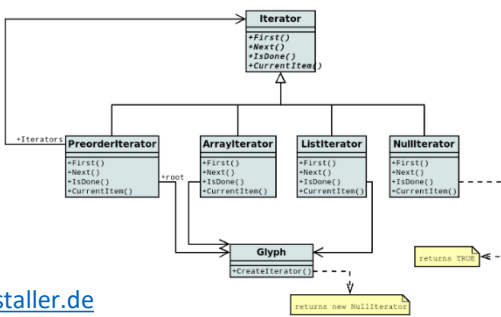 Iterator
+First()
+Next()
+IsDone()
+CurrentItem()
+Iterators
PreorderIterator
+First()
+Next()
+IsDone()
+CurrentItem()
+root
ArrayIterator
+First()
+Next()
+IsDone()
+CurrentItem()
ListIterator
+First()
+Next()
+IsDone()
+CurrentItem()
NullIterator
+First()
+Next()
+IsDone()
+CurrentItem()
Glyph
+CreateIterator()
returns TRUE
returns new NullIterator
staller.de